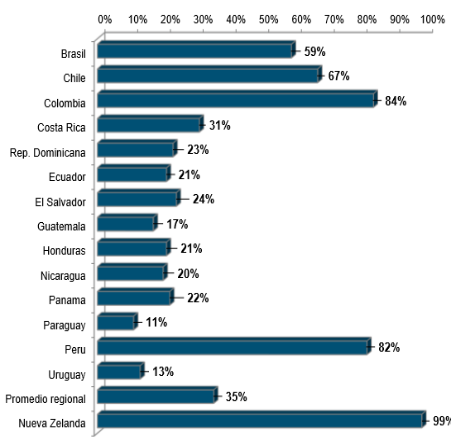 0% 10% 20% 30% 40% 50% 60% 70% 80% 90% 100%
Brasil 59%
Chile 67%
Colombia 84%
Costa Rica 31%
Rep. Dominicana 23%
Ecuador 21%
El Salvador 24%
Guatemala 17%
Honduras 21%
Nicaragua 20%
Panama 22%
Paraguay 11%
Peru 82%
Uruguay 13%
Promedio regional 35%
Nueva Zelanda 99%